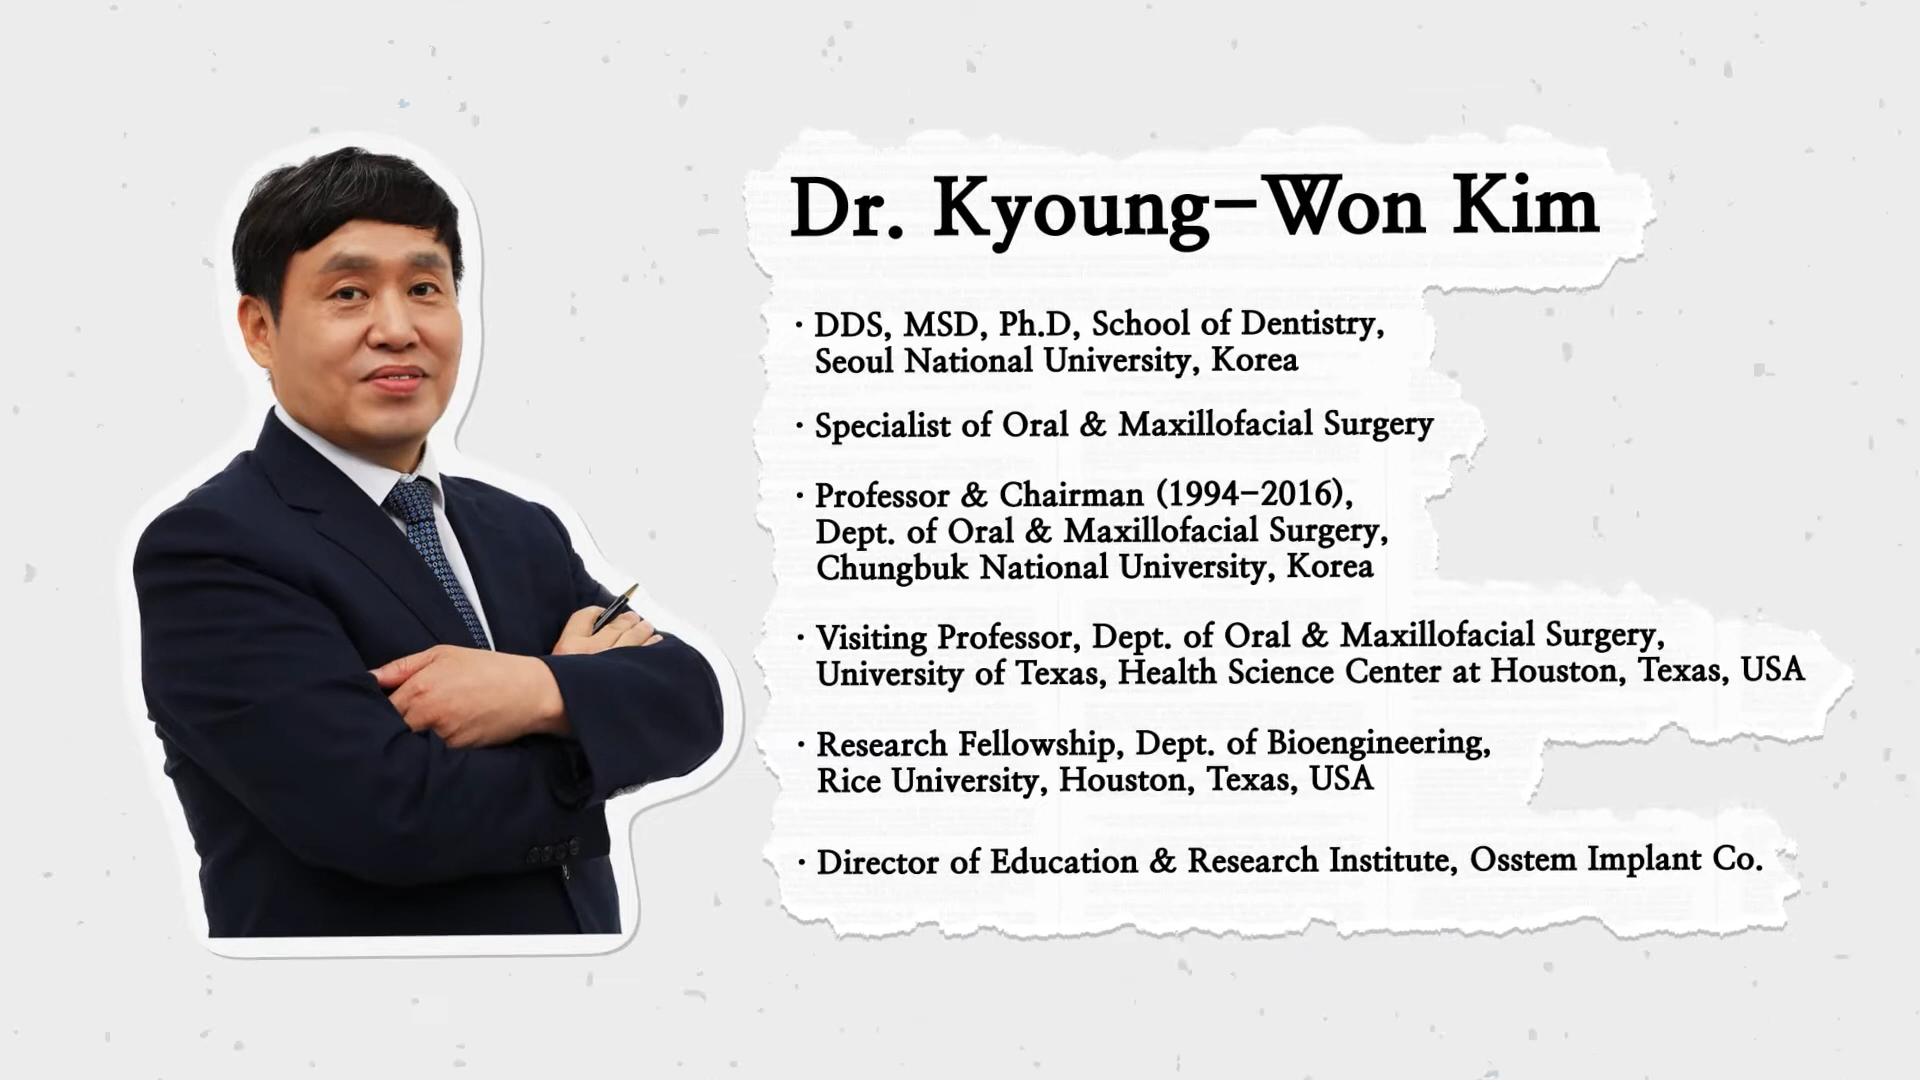 Dr. Kyoung-Won Kim
· DDS, MSD, Ph.D, School of Dentistry,
Seoul National University, Korea
· Specialist of Oral & Maxillofacial Surgery
· Professor & Chairman (1994-2016),
Dept. of Oral & Maxillofacial Surgery,
Chungbuk National University, Korea
· Visiting Professor, Dept. of Oral & Maxillofacial Surgery,
University of Texas, Health Science Center at Houston, Texas, USA
· Research Fellowship, Dept. of Bioengineering,
Rice University, Houston, Texas, USA
· Director of Education & Research Institute, Osstem Implant Co.